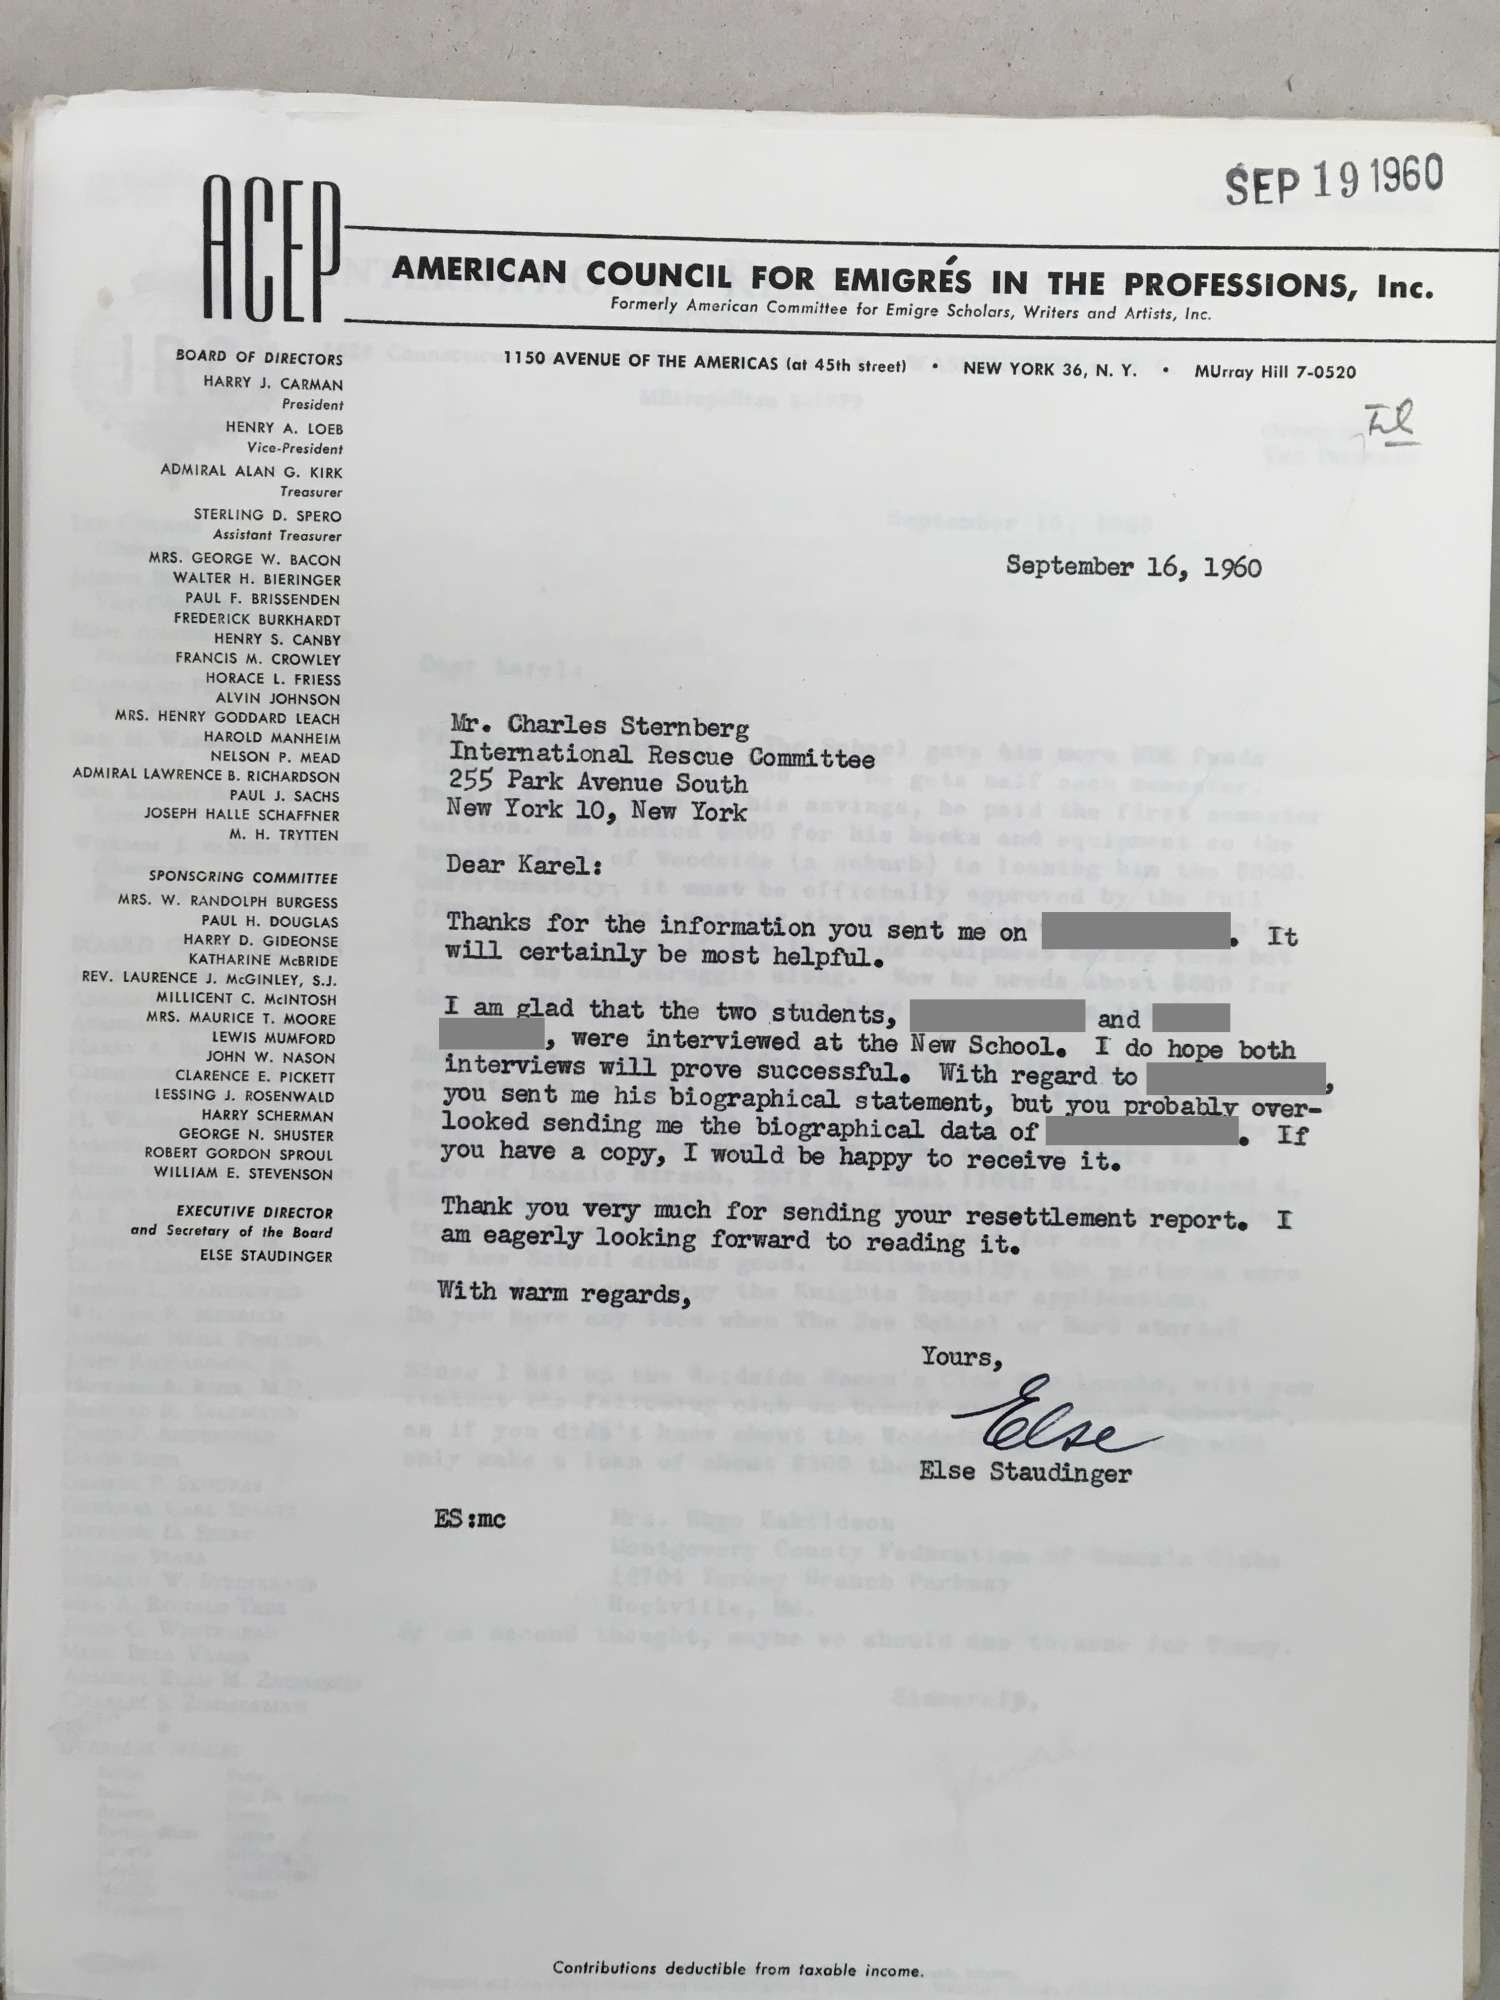 SEP 19 1960
ACEP
AMERICAN COUNCIL FOR EMIGRÉS IN THE PROFESSIONS, Inc.
Formerly American Committee for Emigre Scholars, Writers and Artists, Inc.
1150 AVENUE OF THE AMERICAS (at 45th street) • NEW YORK 36, N. Y. • MUrray Hill 7-0520
BOARD OF DIRECTORS
HARRY J. CARMAN
President
HENRY A. LOEB
Vice-President
ADMIRAL ALAN G. KIRK
Treasurer
STERLING D. SPERO
Assistant Treasurer
MRS. GEORGE W. BACON
WALTER H. BIERINGER
PAUL F. BRISSENDEN
FREDERICK BURKHARDT
HENRY S. CANBY
FRANCIS M. CROWLEY
HORACE L. FRIESS
ALVIN JOHNSON
MRS. HENRY GODDARD LEACH
HAROLD MANHEIM
NELSON P. MEAD
ADMIRAL LAWRENCE B. RICHARDSON
PAUL J. SACHS
JOSEPH HALLE SCHAFFNER
M. H. TRYTTEN
SPONSORING COMMITTEE
MRS. W. RANDOLPH BURGESS
PAUL H. DOUGLAS
HARRY D. GIDEONSE
KATHARINE McBRIDE
REV. LAURENCE J. McGINLEY, S.J.
MILLICENT C. McINTOSH
MRS. MAURICE T. MOORE
LEWIS MUMFORD
JOHN W. NASON
CLARENCE E. PICKETT
LESSING J. ROSENWALD
HARRY SCHERMAN
GEORGE N. SHUSTER
ROBERT GORDON SPROUL
WILLIAM E. STEVENSON
EXECUTIVE DIRECTOR
and Secretary of the Board
ELSE STAUDINGER
September 16, 1960
Mr. Charles Sternberg
International Rescue Committee
255 Park Avenue South
New York 10, New York
Dear Karel:
Thanks for the information you sent me on . It
will certainly be most helpful.
I am glad that the two students, and
, were interviewed at the New School. I do hope both
interviews will prove successful. With regard to ,
you sent me his biographical statement, but you probably over-
looked sending me the biographical data of . If
you have a copy, I would be happy to receive it.
Thank you very much for sending your resettlement report. I
am eagerly looking forward to reading it.
With warm regards,
Yours,
Else
Else Staudinger
ES:mc
Contributions deductible from taxable income.